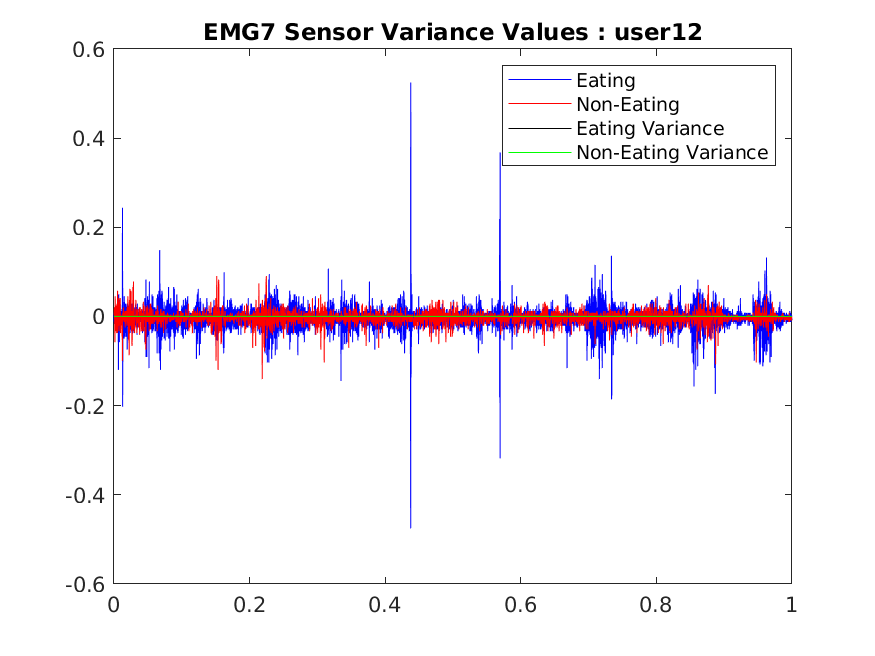 EMG7 Sensor Variance Values : user12
0.6
Eating
Non-Eating
0.4
Eating Variance
Non-Eating Variance
0.2
0
-0.2
-0.4
-0.6
0 0.2 0.4 0.6 0.8 1